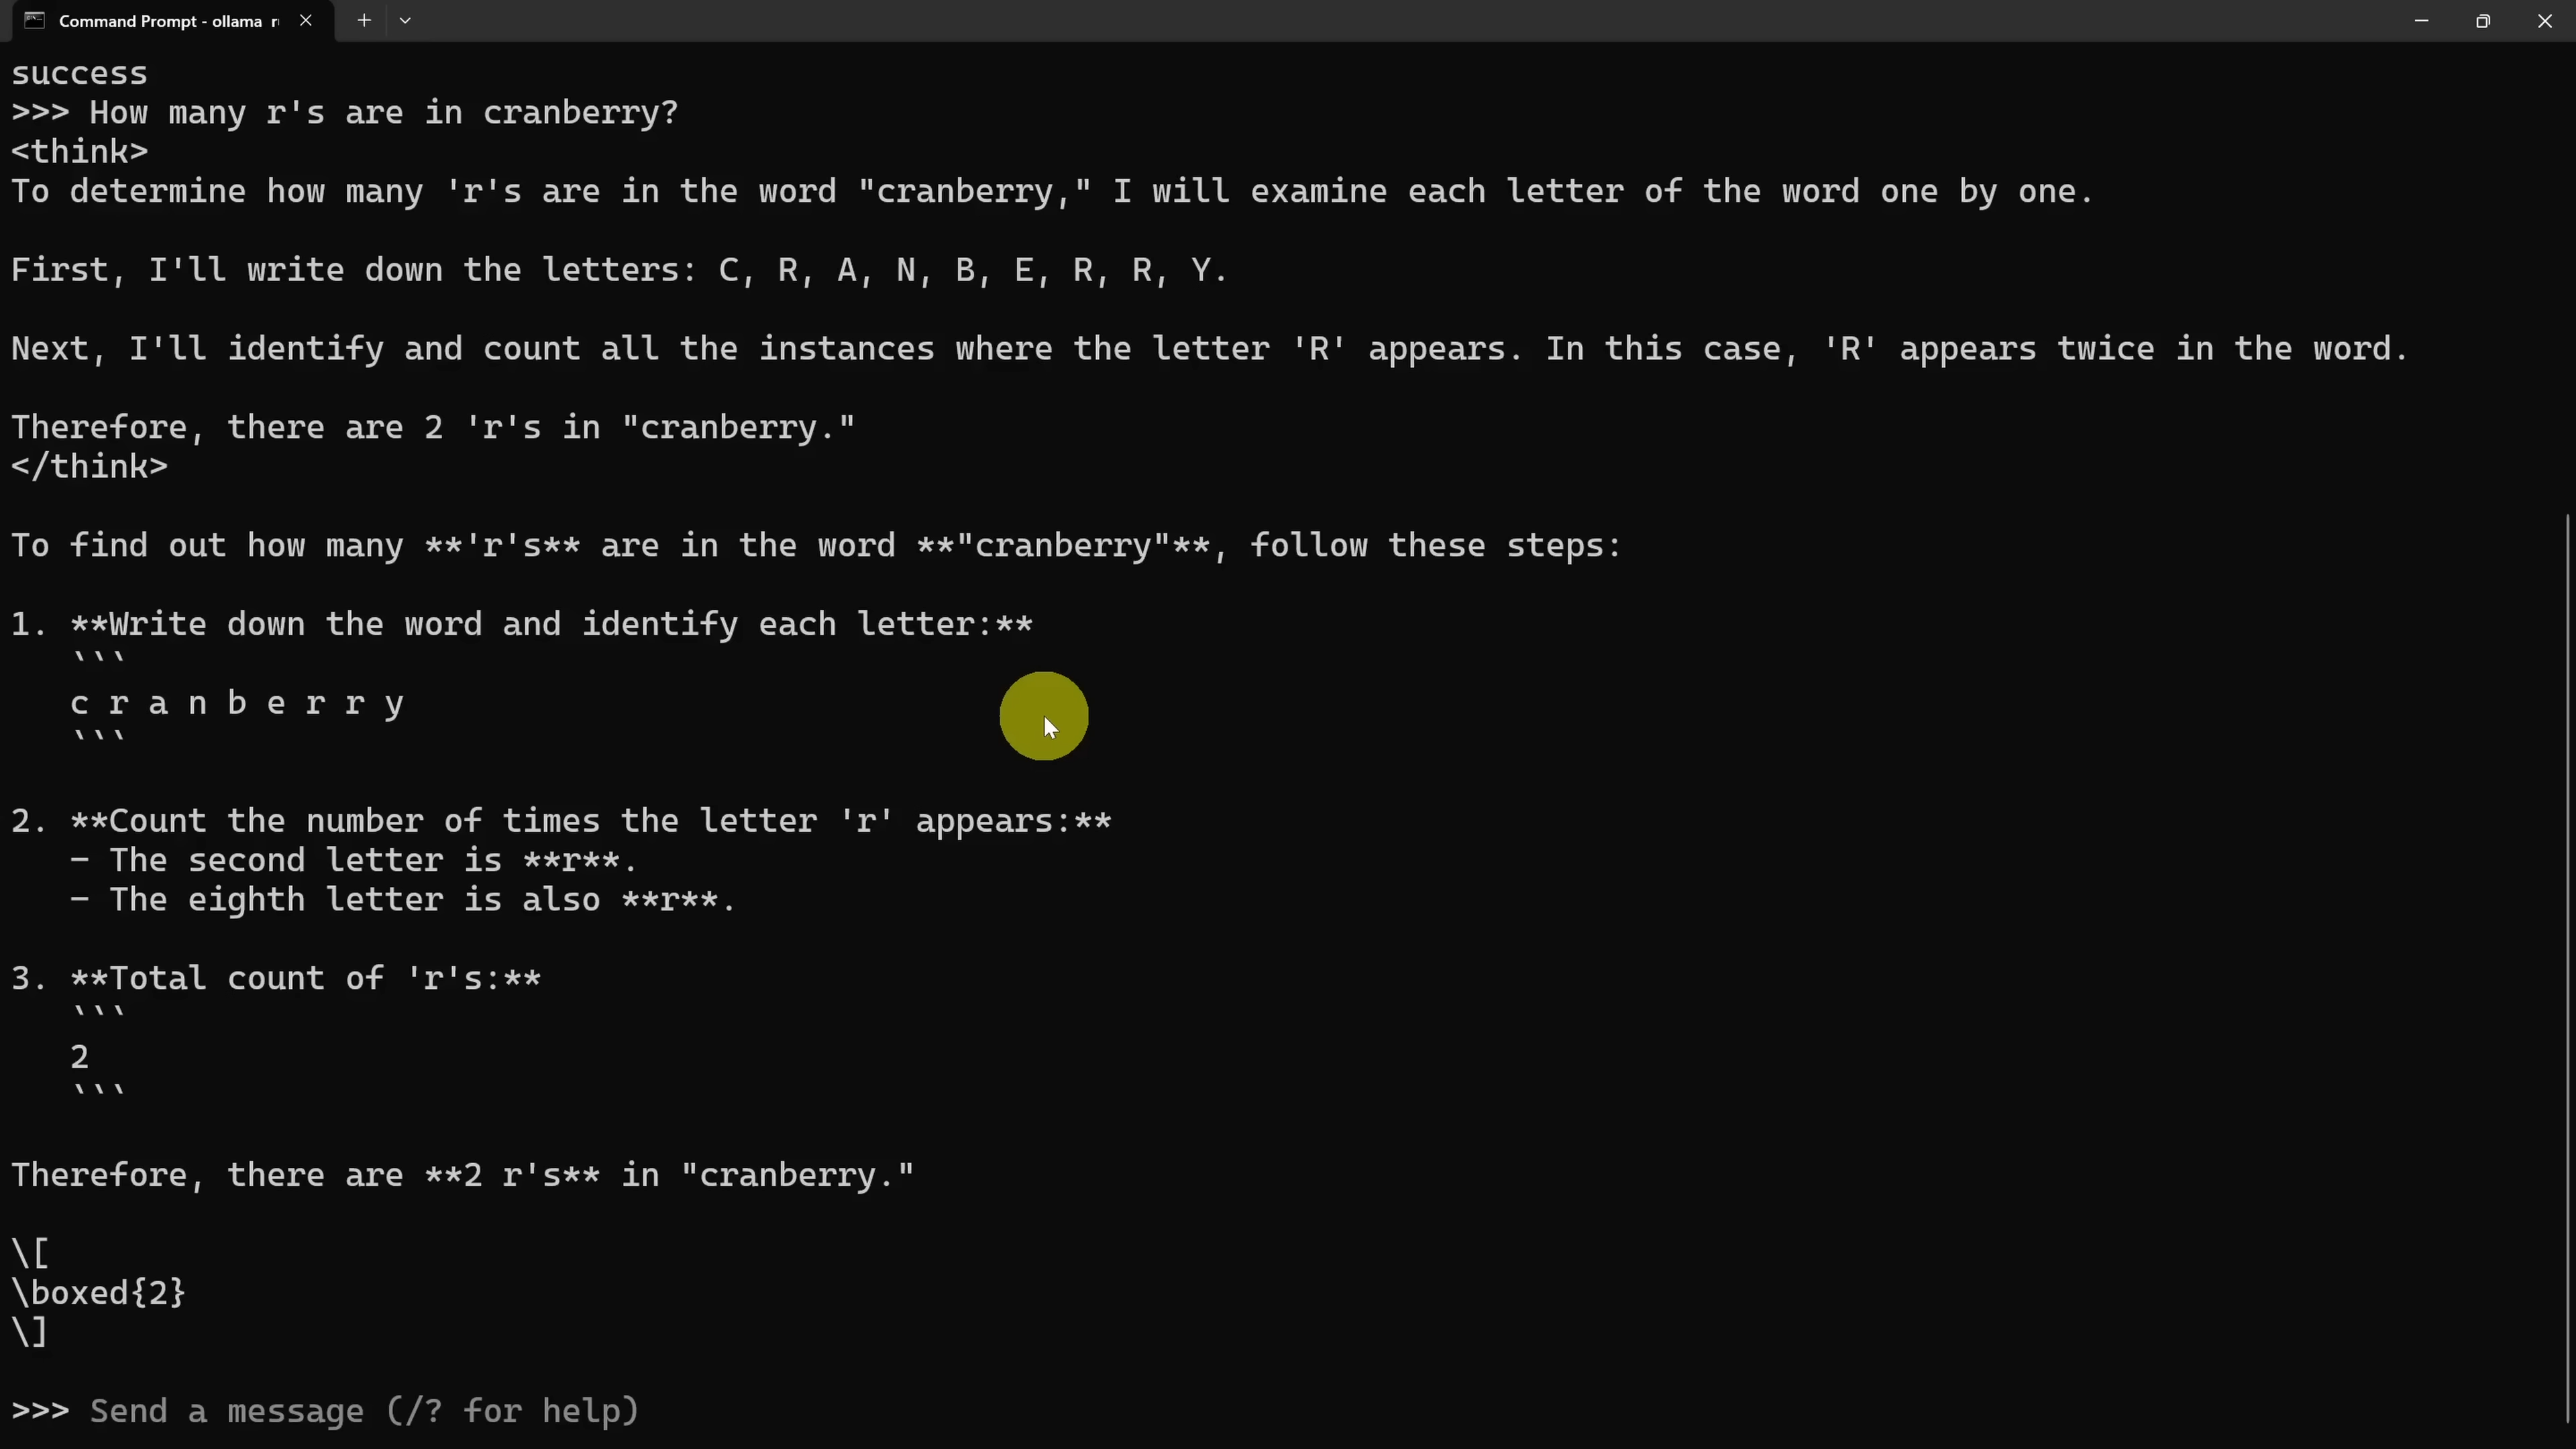 Command Prompt - ollama r
success
>>> How many r's are in cranberry?
<think>
To determine how many 'r's are in the word "cranberry," I will examine each letter of the word one by one.
First, I'll write down the letters: C, R, A, N, B, E, R, R, Y.
Next, I'll identify and count all the instances where the letter 'R' appears. In this case, 'R' appears twice in the word.
Therefore, there are 2 'r's in "cranberry."
</think>
To find out how many **'r's** are in the word **"cranberry"**, follow these steps:
1. **Write down the word and identify each letter:**
```
c r a n b e r r y
```
2. **Count the number of times the letter 'r' appears:**
- The second letter is **r**.
- The eighth letter is also **r**.
3. **Total count of 'r's:**
```
2
```
Therefore, there are **2 r's** in "cranberry."
\[
\boxed{2}
\]
>>> Send a message (/? for help)